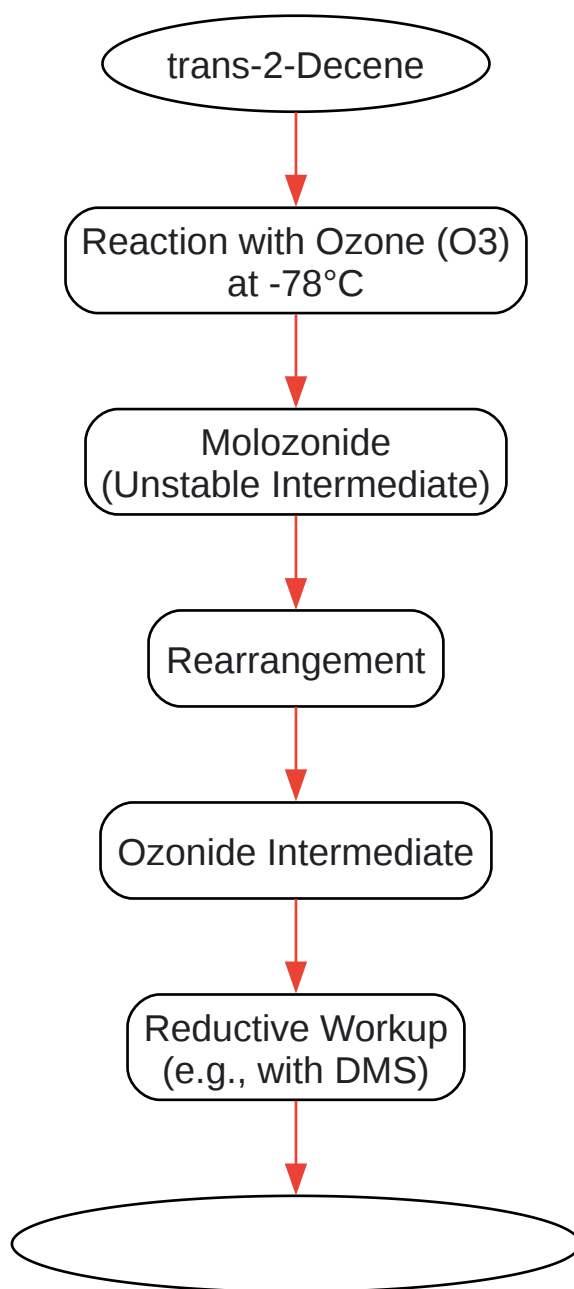 trans-2-Decene
Reaction with Ozone (O3)
at -78°C
Molozonide
(Unstable Intermediate)
Rearrangement
Ozonide Intermediate
Reductive Workup
(e.g., with DMS)